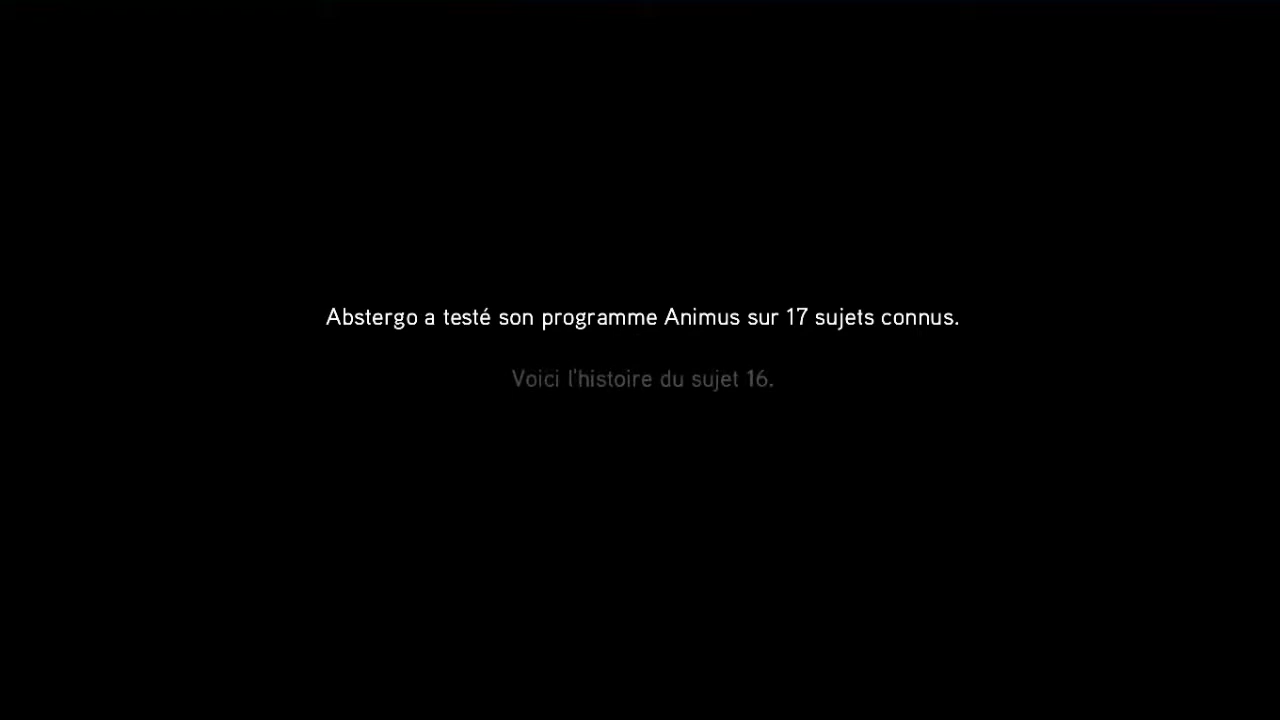 Abstergo a testé son programme Animus sur 17 sujets connus.
Voici l'histoire du sujet 16.